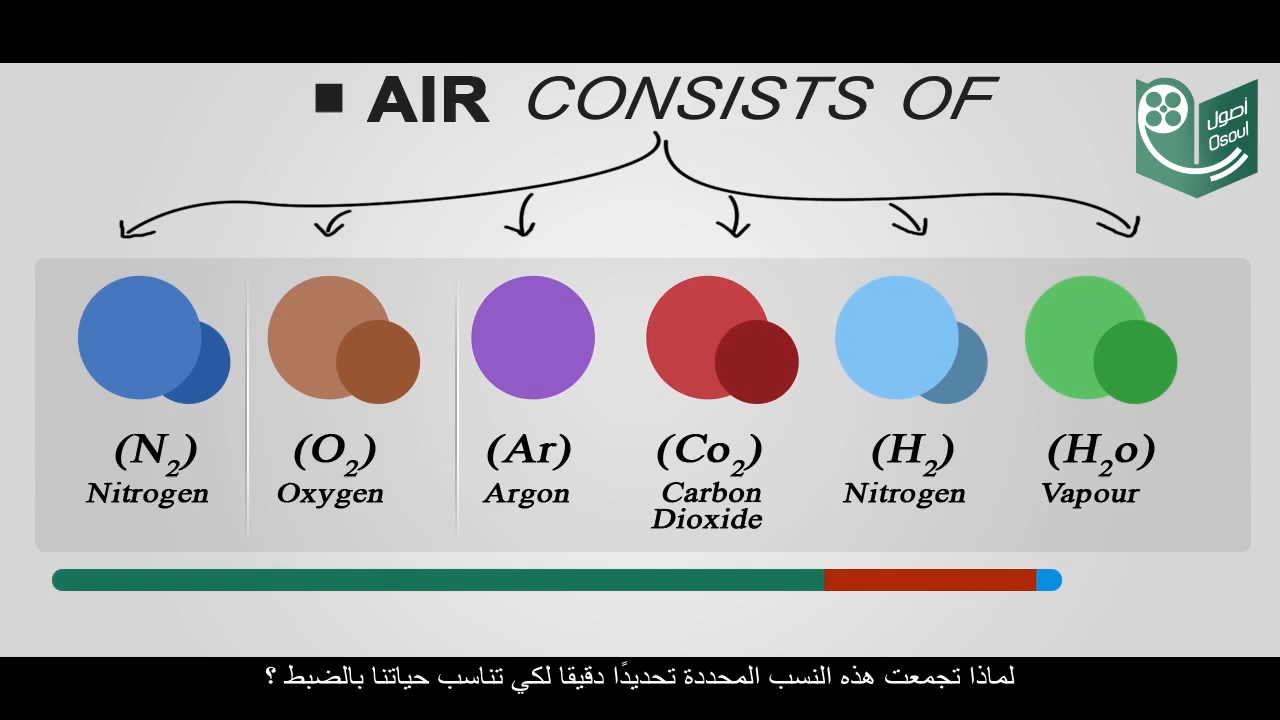 ▪ AIR CONSISTS OF
أصول
Osoul
(N₂)
Nitrogen
(O₂)
Oxygen
(Ar)
Argon
(Co₂)
Carbon
Dioxide
(H₂)
Nitrogen
(H₂o)
Vapour
لماذا تجمعت هذه النسب المحددة تحديدًا دقيقا لكي تناسب حياتنا بالضبط ؟